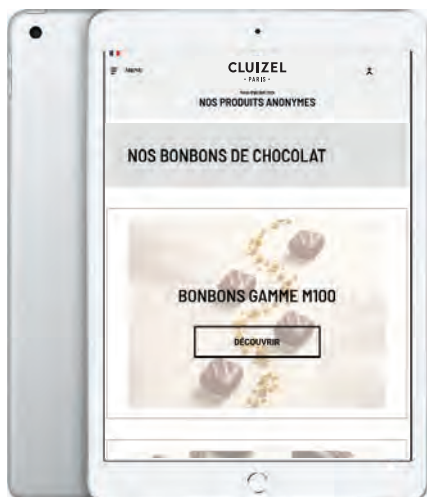 Menu
CLUIZEL
• PARIS •
NOS PRODUITS ANONYMES
NOS BONBONS DE CHOCOLAT
BONBONS GAMME M100
DÉCOUVRIR